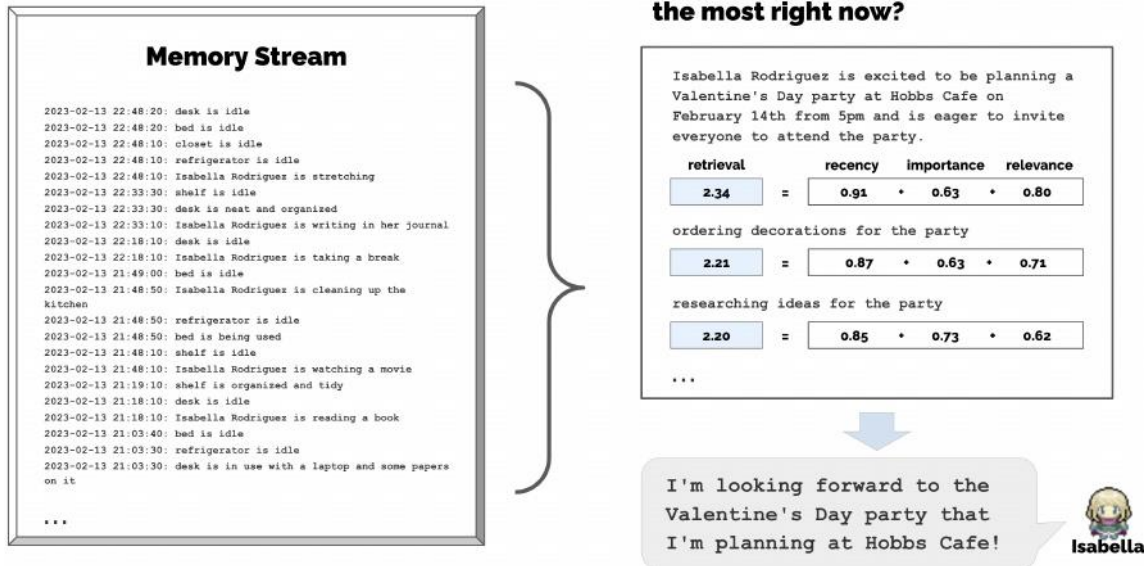 Memory Stream
2023-02-13 22:48:20: desk is idle
2023-02-13 22:48:20: bed is idle
2023-02-13 22:48:10: closet is idle
2023-02-13 22:48:10: refrigerator is idle
2023-02-13 22:48:10: Isabella Rodriguez is stretching
2023-02-13 22:33:30: shelf is idle
2023-02-13 22:33:30: desk is neat and organized
2023-02-13 22:33:10: Isabella Rodriguez is writing in her journal
2023-02-13 22:18:10: desk is idle
2023-02-13 22:18:10: Isabella Rodriguez is taking a break
2023-02-13 21:49:00: bed is idle
2023-02-13 21:48:50: Isabella Rodriguez is cleaning up the
kitchen
2023-02-13 21:48:50: refrigerator is idle
2023-02-13 21:48:50: bed is being used
2023-02-13 21:48:10: shelf is idle
2023-02-13 21:48:10: Isabella Rodriguez is watching a movie
2023-02-13 21:19:10: shelf is organized and tidy
2023-02-13 21:18:10: desk is idle
2023-02-13 21:18:10: Isabella Rodriguez is reading a book
2023-02-13 21:03:40: bed is idle
2023-02-13 21:03:30: refrigerator is idle
2023-02-13 21:03:30: desk is in use with a laptop and some papers
on it
...
the most right now?
Isabella Rodriguez is excited to be planning a
Valentine's Day party at Hobbs Cafe on
February 14th from 5pm and is eager to invite
everyone to attend the party.
retrieval recency importance relevance
2.34 = 0.91 + 0.63 + 0.80
ordering decorations for the party
2.21 = 0.87 + 0.63 + 0.71
researching ideas for the party
2.20 = 0.85 + 0.73 + 0.62
...
I'm looking forward to the
Valentine's Day party that
I'm planning at Hobbs Cafe!
Isabella